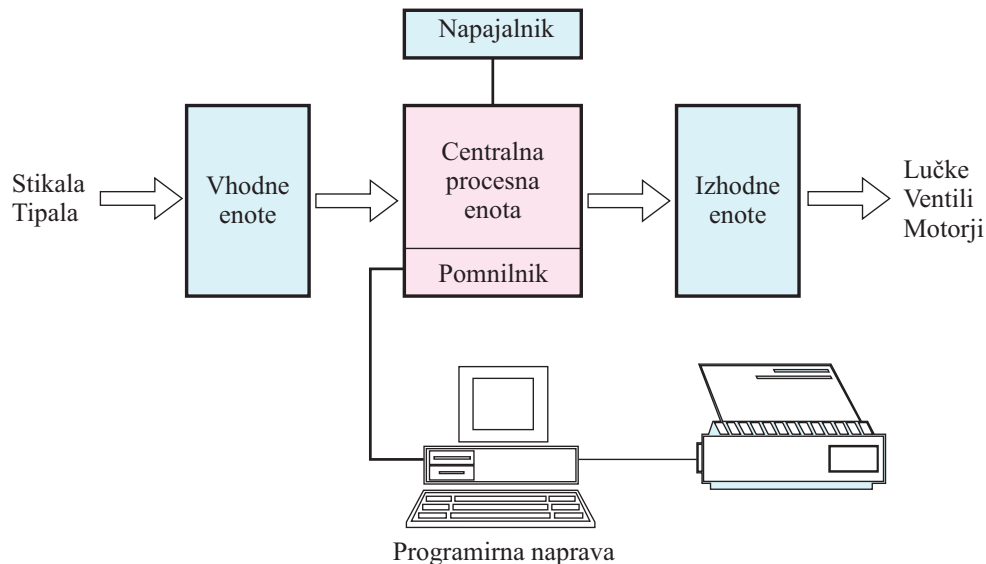 Napajalnik
Stikala
Tipala
Vhodne
enote
Centralna
procesna
enota
Pomnilnik
Izhodne
enote
Lučke
Ventili
Motorji
Programirna naprava